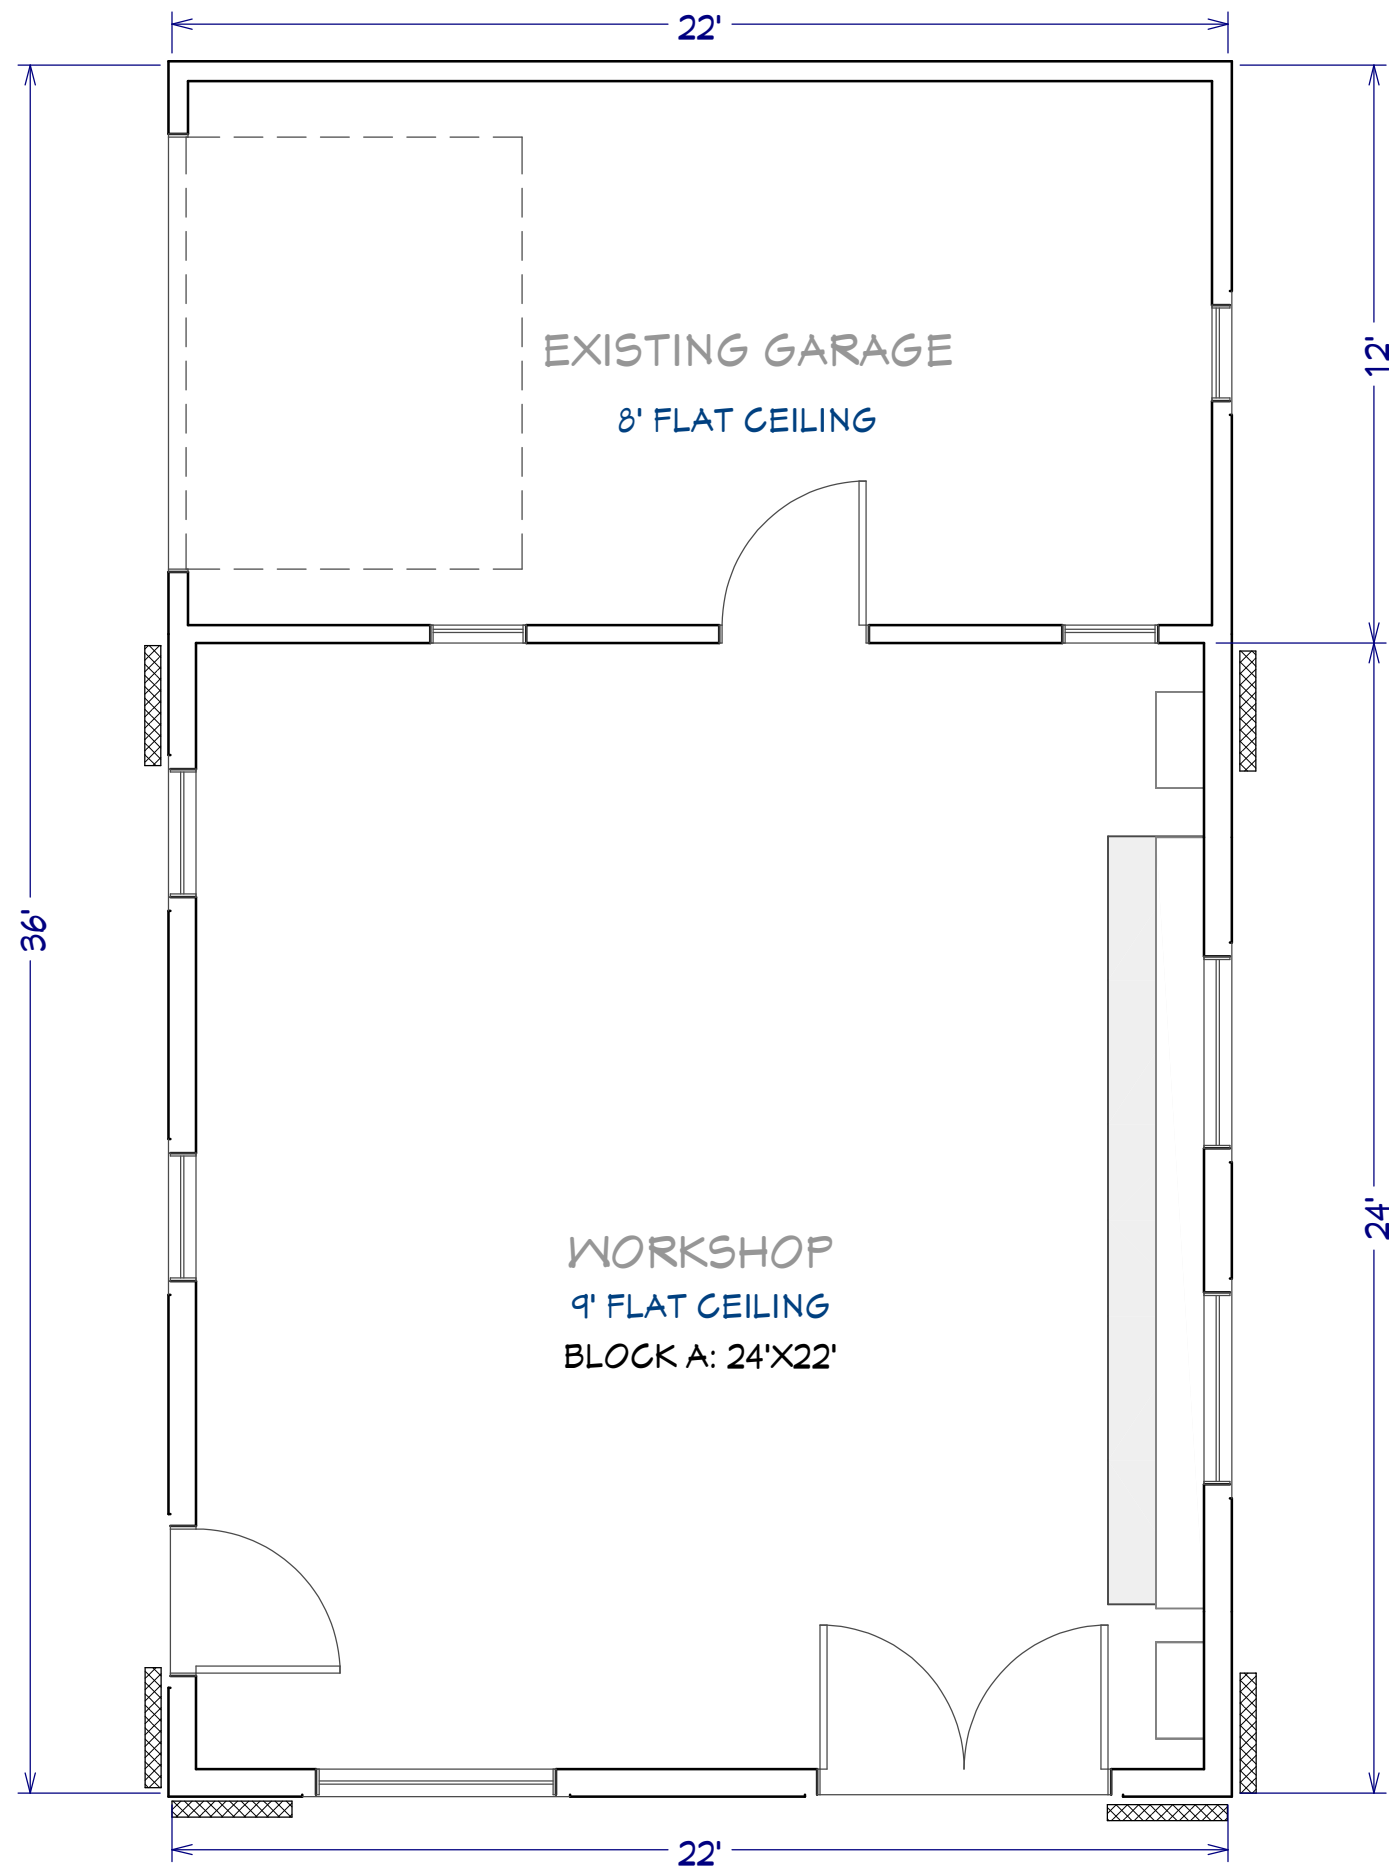 22'
12'
EXISTING GARAGE
8' FLAT CEILING
36'
24'
WORKSHOP
9' FLAT CEILING
BLOCK A: 24'X22'
22'